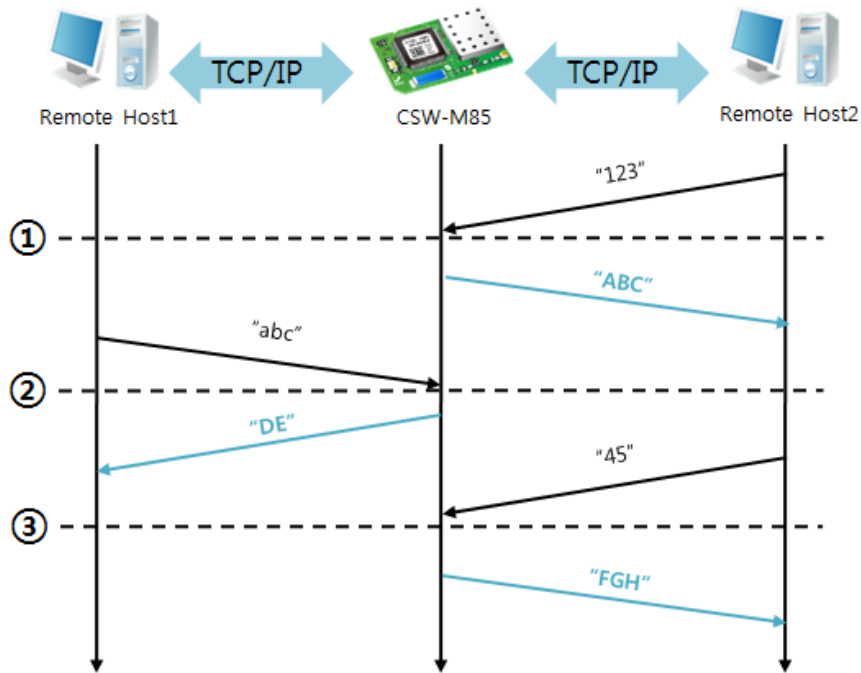 TCP/IP TCP/IP
Remote Host1 CSW-M85 Remote Host2
"123"
①
"ABC"
"abc"
②
"DE"
"45"
③
"FGH"